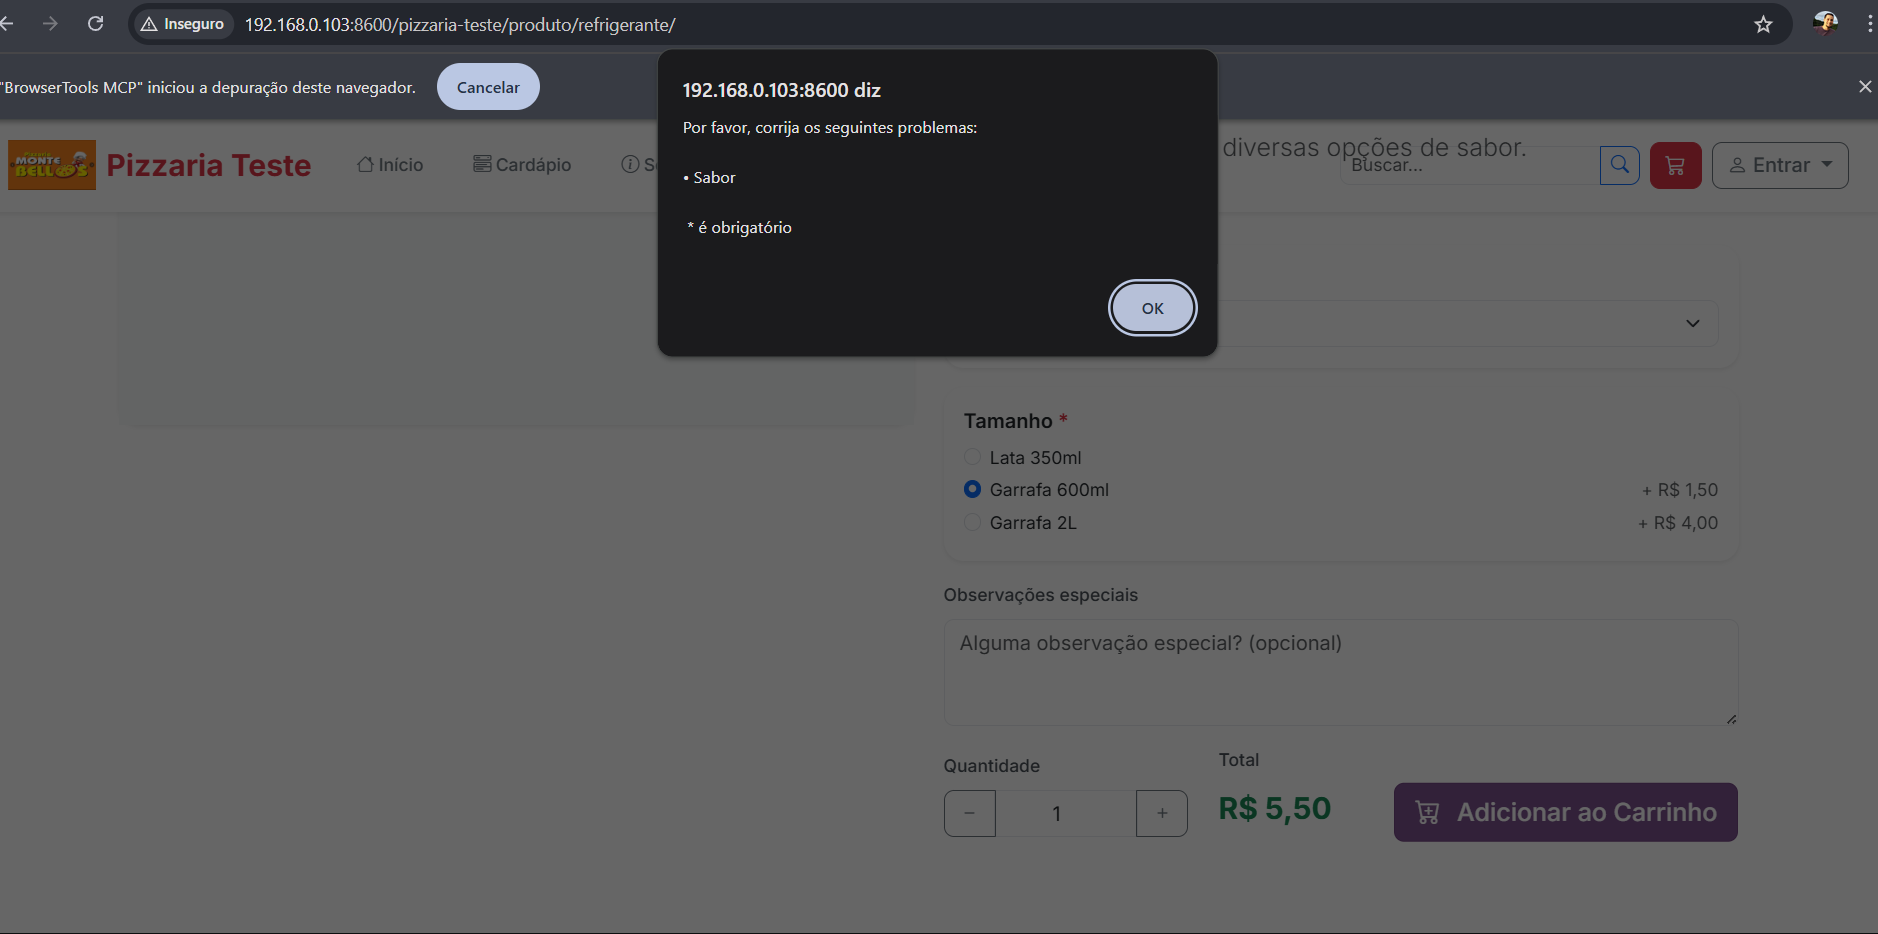 Inseguro
192.168.0.103:8600/pizzaria-teste/produto/refrigerante/
"BrowserTools MCP" iniciou a depuração deste navegador.
Cancelar
192.168.0.103:8600 diz
Por favor, corrija os seguintes problemas:
• Sabor
* é obrigatório
OK
MONTE BELLOS
Pizzaria Teste
Início
Cardápio
diversas opções de sabor.
Buscar...
Entrar
Tamanho *
Lata 350ml
Garrafa 600ml + R$ 1,50
Garrafa 2L + R$ 4,00
Observações especiais
Alguma observação especial? (opcional)
Quantidade
Total
− 1 +
R$ 5,50
Adicionar ao Carrinho